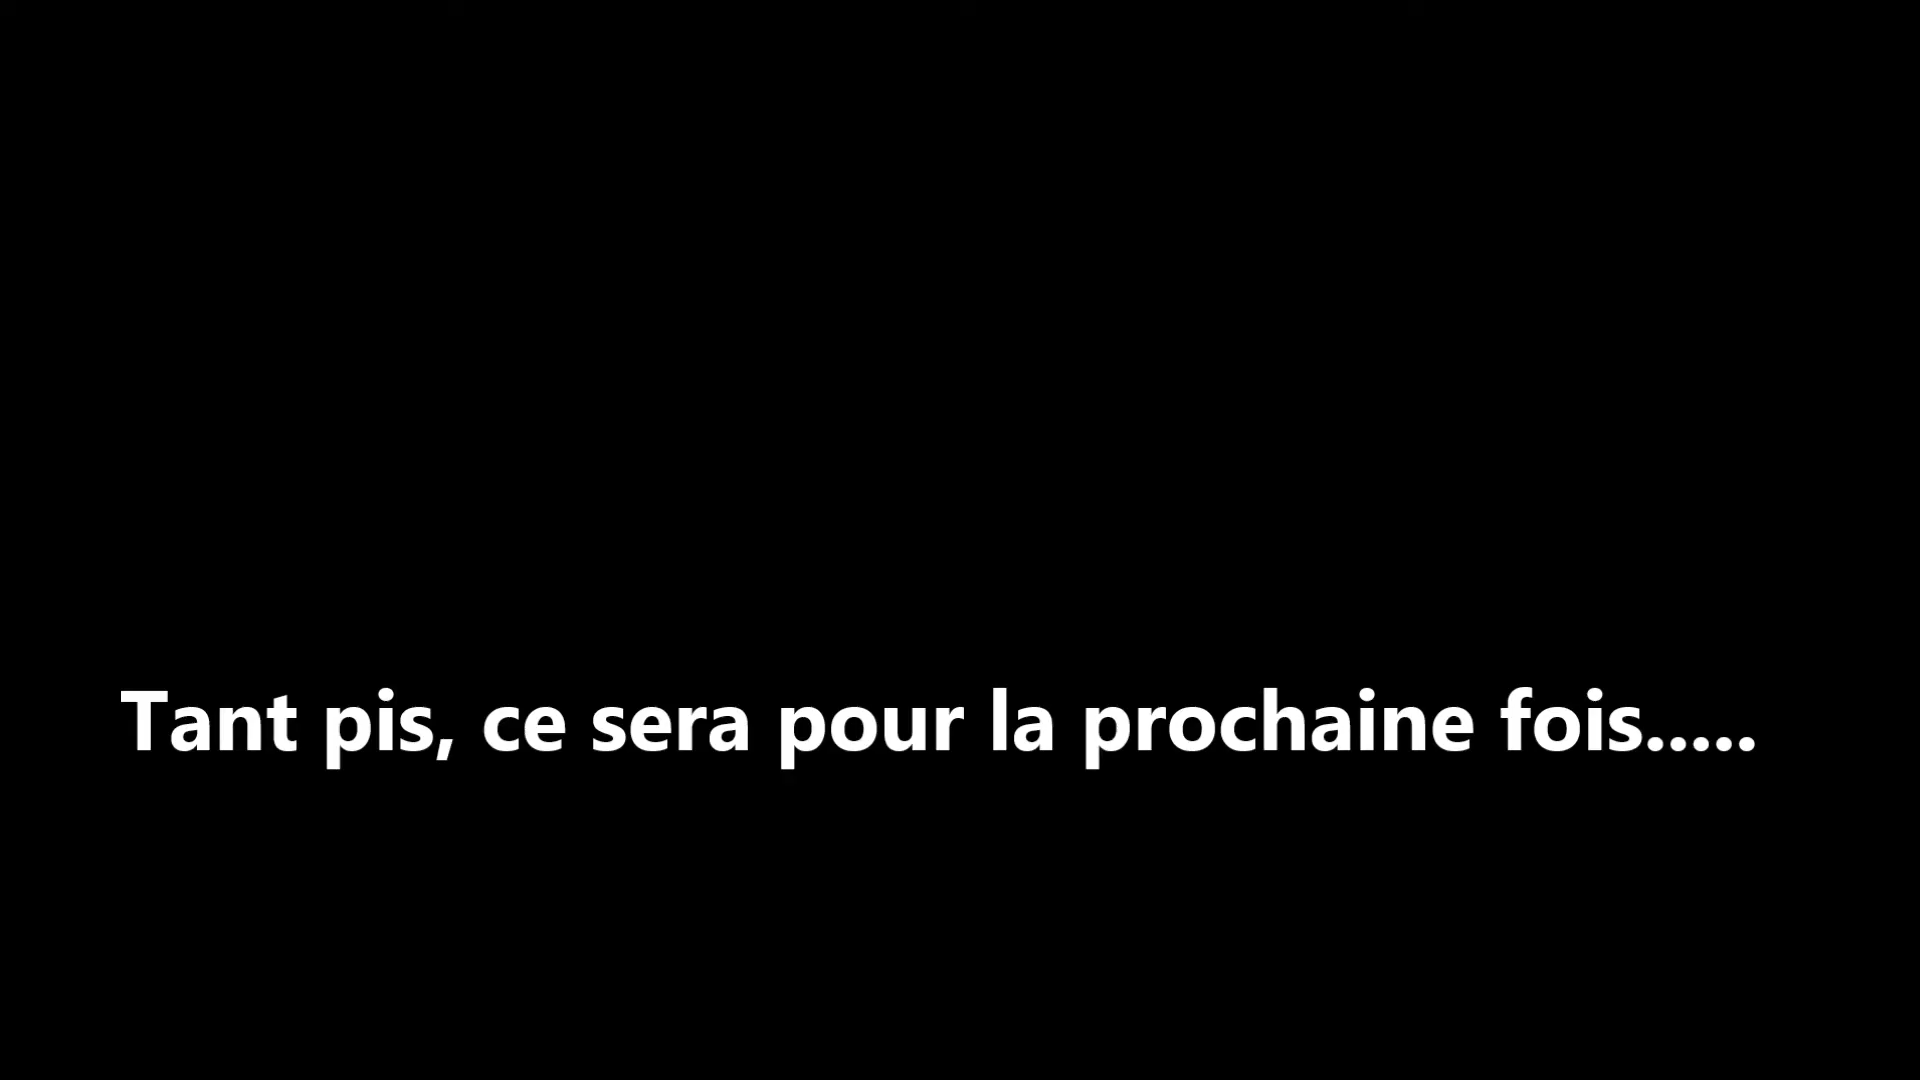 Tant pis, ce sera pour la prochaine fois.....